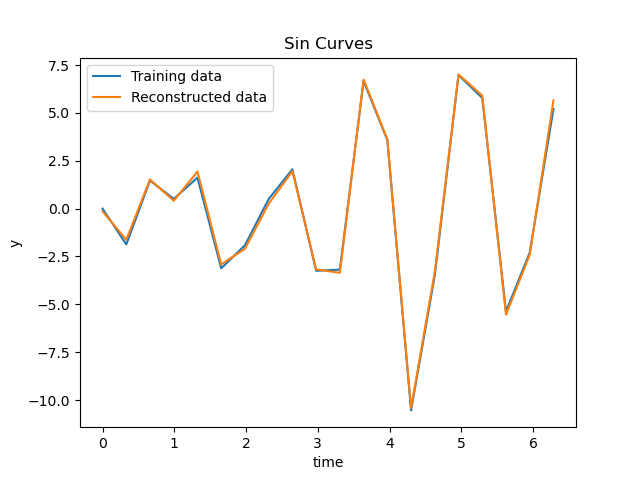 Sin Curves
Training data
Reconstructed data
7.5
5.0
2.5
0.0
−2.5
−5.0
−7.5
−10.0
y
0 1 2 3 4 5 6
time